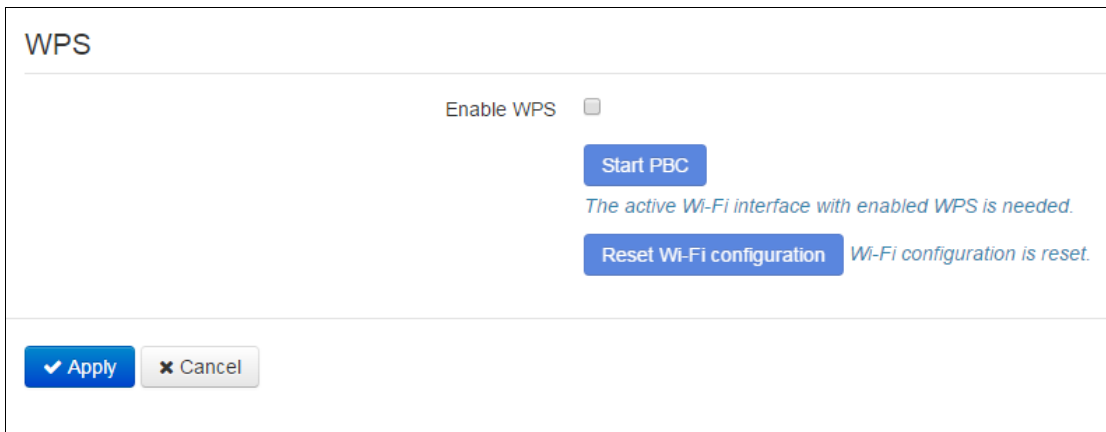 WPS
Enable WPS
Start PBC
The active Wi-Fi interface with enabled WPS is needed.
Reset Wi-Fi configuration Wi-Fi configuration is reset.
Apply Cancel